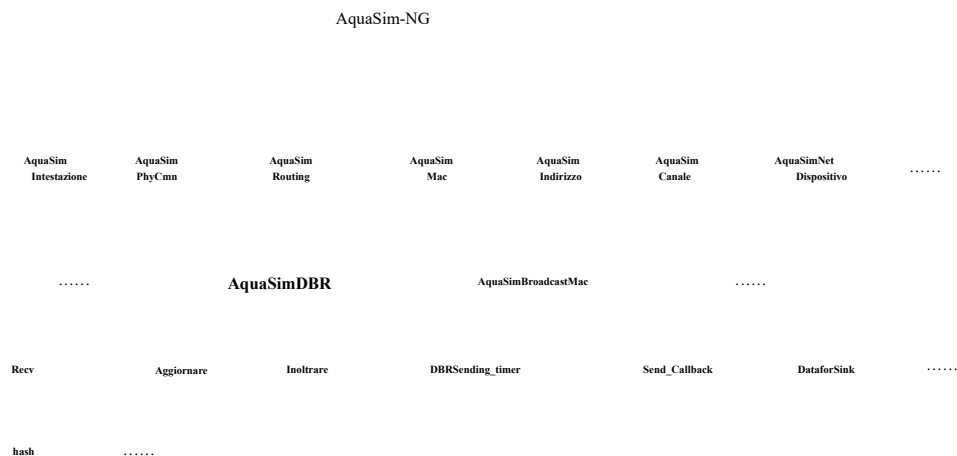 AquaSim-NG
AquaSim AquaSim AquaSim AquaSim AquaSim AquaSim AquaSimNet
Intestazione PhyCmn Routing Mac Indirizzo Canale Dispositivo ......
...... AquaSimDBR AquaSimBroadcastMac ......
Recv Aggiornare Inoltrare DBRSending_timer Send_Callback DataforSink ......
hash ......